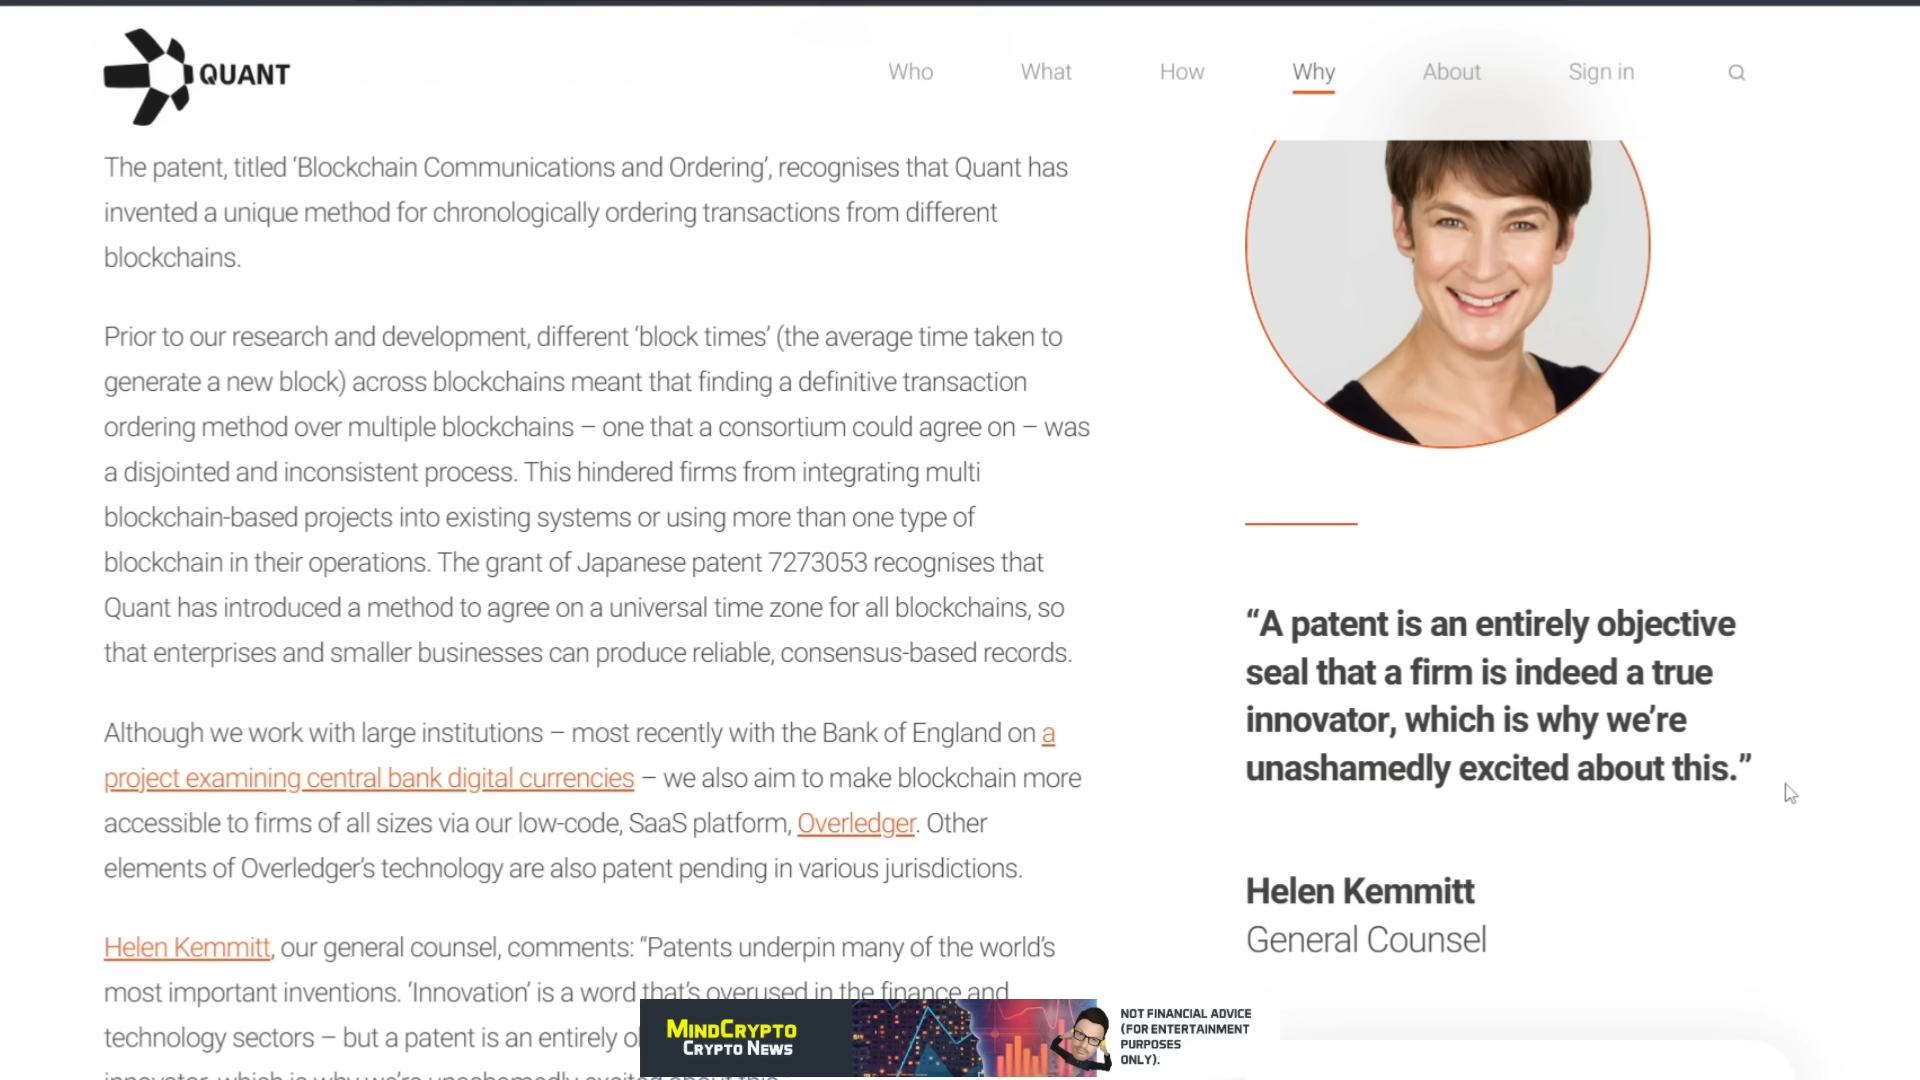 QUANT
Who What How Why About Sign in
The patent, titled ‘Blockchain Communications and Ordering’, recognises that Quant has
invented a unique method for chronologically ordering transactions from different
blockchains.
Prior to our research and development, different ‘block times’ (the average time taken to
generate a new block) across blockchains meant that finding a definitive transaction
ordering method over multiple blockchains – one that a consortium could agree on – was
a disjointed and inconsistent process. This hindered firms from integrating multi
blockchain-based projects into existing systems or using more than one type of
blockchain in their operations. The grant of Japanese patent 7273053 recognises that
Quant has introduced a method to agree on a universal time zone for all blockchains, so
that enterprises and smaller businesses can produce reliable, consensus-based records.
Although we work with large institutions – most recently with the Bank of England on a
project examining central bank digital currencies – we also aim to make blockchain more
accessible to firms of all sizes via our low-code, SaaS platform, Overledger. Other
elements of Overledger’s technology are also patent pending in various jurisdictions.
Helen Kemmitt, our general counsel, comments: “Patents underpin many of the world’s
most important inventions. ‘Innovation’ is a word that’s overused in the finance and
technology sectors – but a patent is an entirely
innovator, which is why we’re unashamedly excited about this.
“A patent is an entirely objective
seal that a firm is indeed a true
innovator, which is why we’re
unashamedly excited about this.”
Helen Kemmitt
General Counsel
MINDCRYPTO
CRYPTO NEWS
NOT FINANCIAL ADVICE
(FOR ENTERTAINMENT
PURPOSES
ONLY).